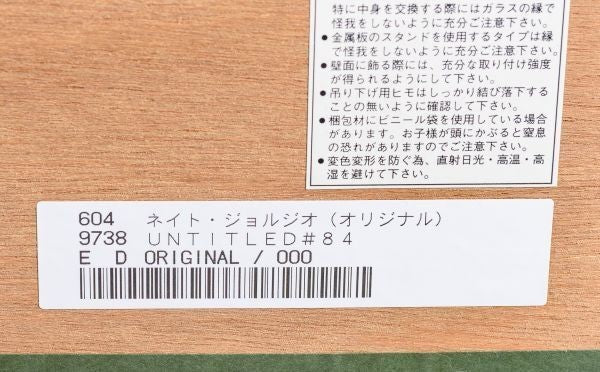 特に中身を交換する際にはガラスの縁で
怪我をしないように充分ご注意下さい。
●金属板のスタンドを使用するタイプは縁
で怪我をしないように充分ご注意下さい。
●壁面に飾る際には、充分な取り付け強度
が得られるようにして下さい。
●吊り下げ用ヒモはしっかり結び落下する
ことの無いように確認して下さい。
●梱包材にビニール袋を使用している場合
があります。お子様が頭にかぶると窒息
の恐れがありますのでご注意下さい。
●変色変形を防ぐ為、直射日光・高温・高
湿を避けて下さい。
604 ネイト・ジョルジオ(オリジナル)
9738 UNTITLED#84
E D ORIGINAL / 000